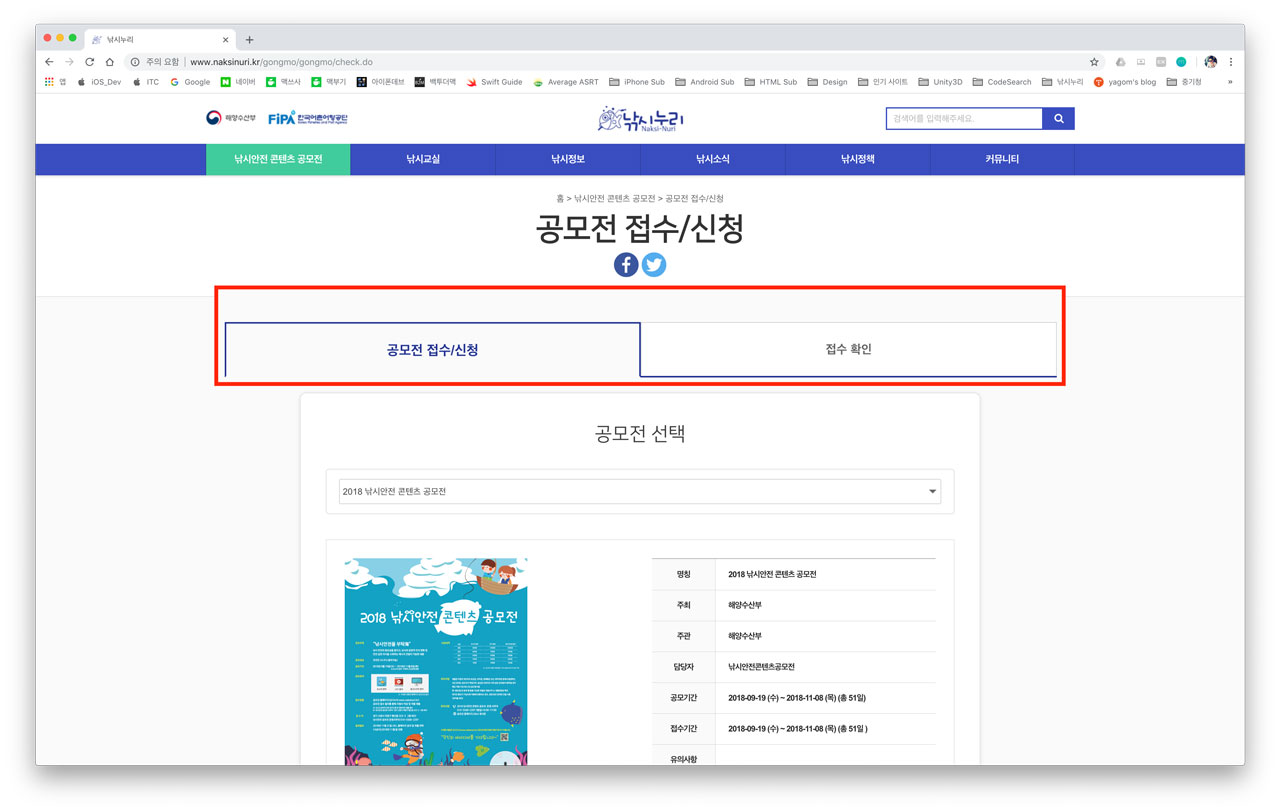 낚시누리
주의 요함 | www.naksinuri.kr/gongmo/gongmo/check.do
앱 iOS_Dev ITC Google 네이버 맥쓰사 맥부기 아이폰데브 백투더맥 Swift Guide Average ASRT iPhone Sub Android Sub HTML Sub Design 인기 사이트 Unity3D CodeSearch 낚시누리 yagom's blog 중기청 »
해양수산부 FiPA 한국어촌어항공단 낚시누리 Naksi-Nuri 검색어를 입력해주세요.
낚시안전 콘텐츠 공모전 낚시교실 낚시정보 낚시소식 낚시정책 커뮤니티
홈 > 낚시안전 콘텐츠 공모전 > 공모전 접수/신청
공모전 접수/신청
공모전 접수/신청 접수 확인
공모전 선택
2018 낚시안전 콘텐츠 공모전
2018 낚시안전 콘텐츠 공모전
"낚시안전을 부탁해"
명칭 2018 낚시안전 콘텐츠 공모전
주최 해양수산부
주관 해양수산부
담당자 낚시안전콘텐츠공모전
공모기간 2018-09-19 (수) ~ 2018-11-08 (목) (총 51일)
접수기간 2018-09-19 (수) ~ 2018-11-08 (목) (총 51일 )
유의사항